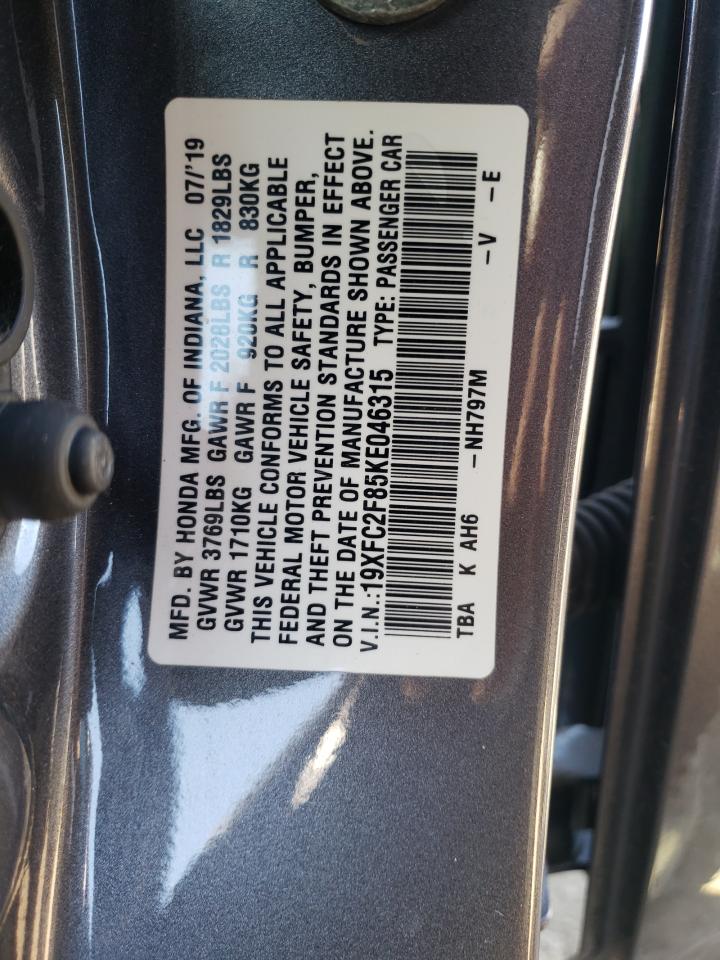 MFD. BY HONDA MFG. OF INDIANA, LLC 07/'19
GVWR 3769LBS GAWR F 2028LBS R 1829LBS
GVWR 1710KG GAWR F 920KG R 830KG
THIS VEHICLE CONFORMS TO ALL APPLICABLE
FEDERAL MOTOR VEHICLE SAFETY, BUMPER,
AND THEFT PREVENTION STANDARDS IN EFFECT
ON THE DATE OF MANUFACTURE SHOWN ABOVE.
V.I.N.:19XFC2F85KE046315 TYPE: PASSENGER CAR
TBA K AH6 -NH797M -V -E